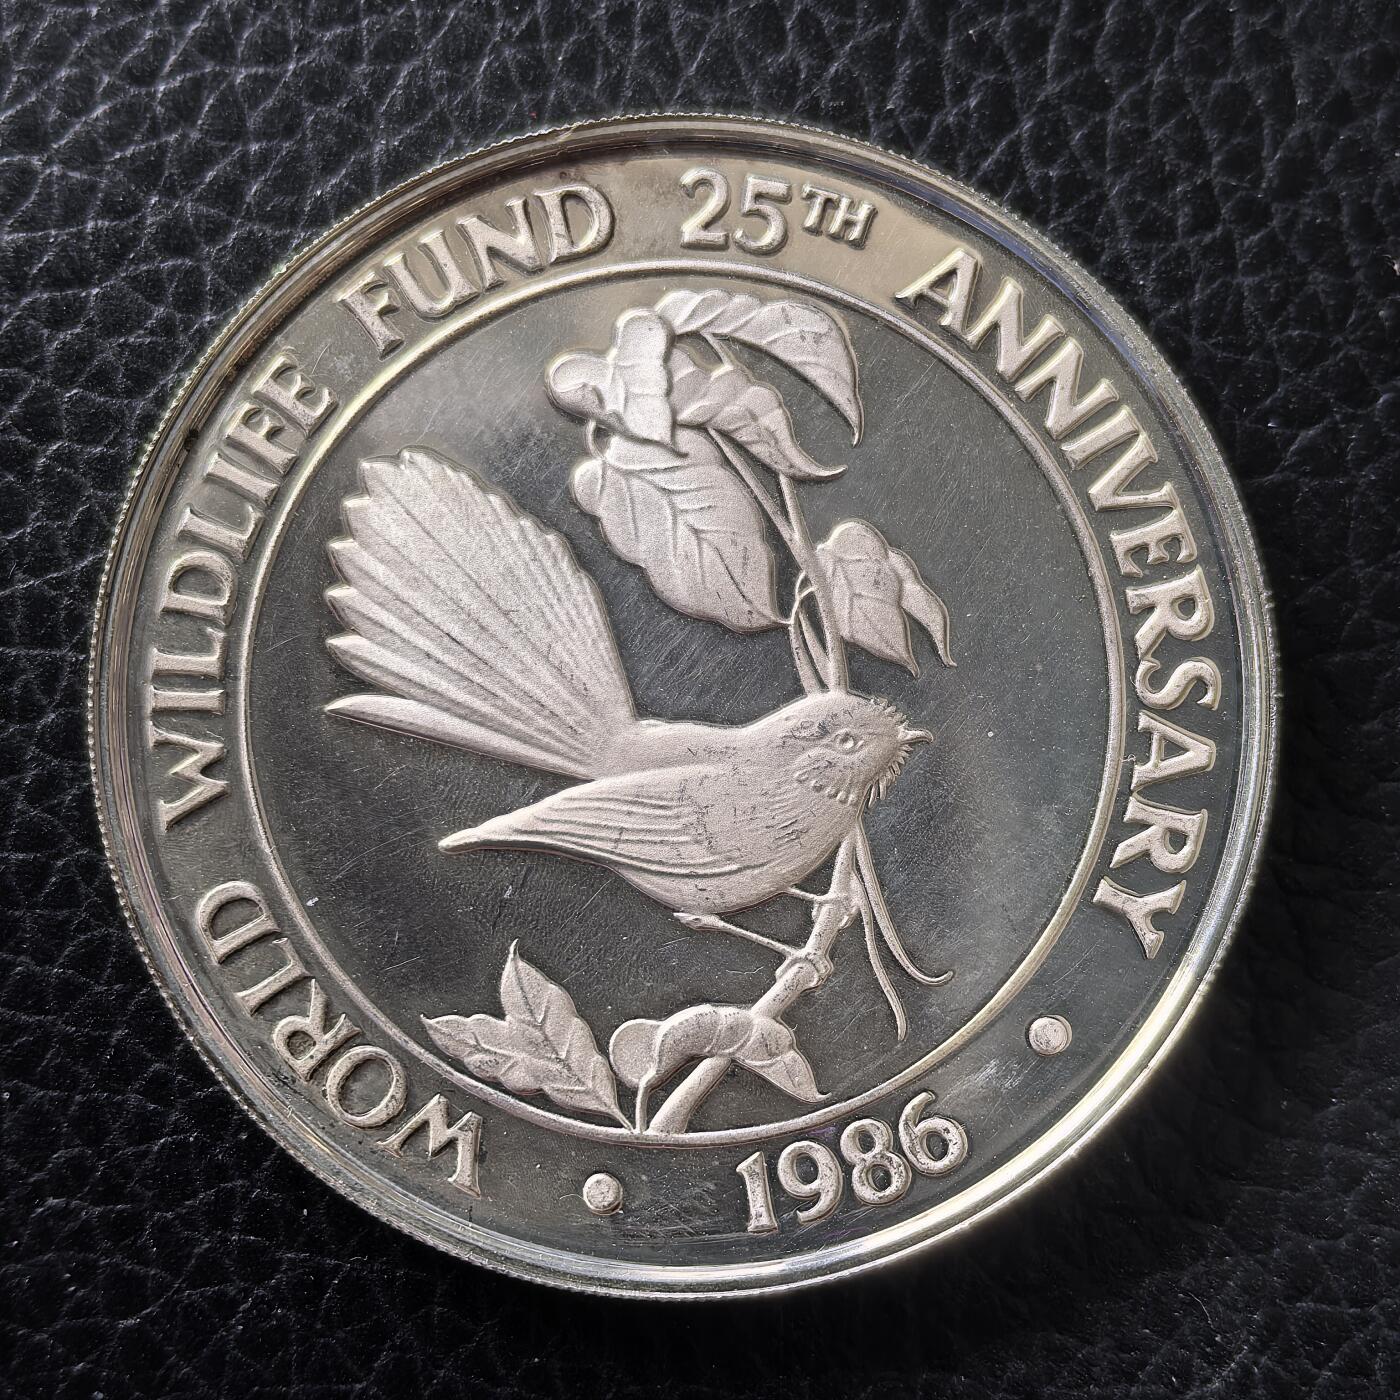 WORLD WILDLIFE FUND 25TH ANNIVERSARY
1986